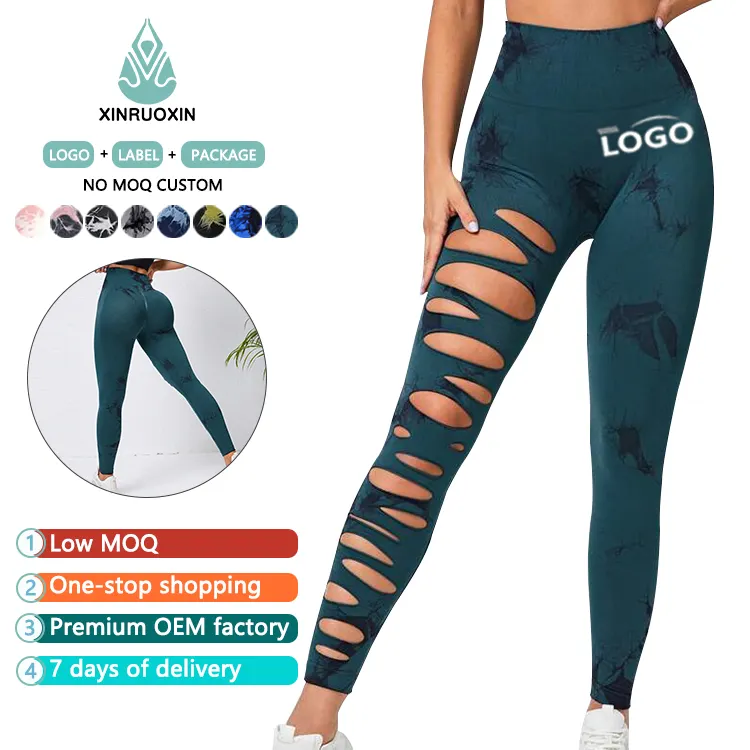 XINRUOXIN
LOGO + LABEL + PACKAGE
NO MOQ CUSTOM
LOGO
1 Low MOQ
2 One-stop shopping
3 Premium OEM factory
4 7 days of delivery